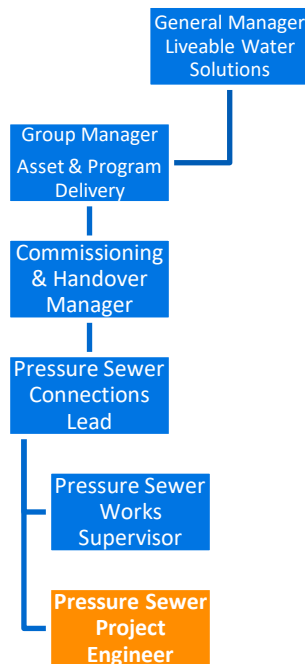 General Manager
Liveable Water
Solutions
Group Manager
Asset & Program
Delivery
Commissioning
& Handover
Manager
Pressure Sewer
Connections
Lead
Pressure Sewer
Works
Supervisor
Pressure Sewer
Project
Engineer